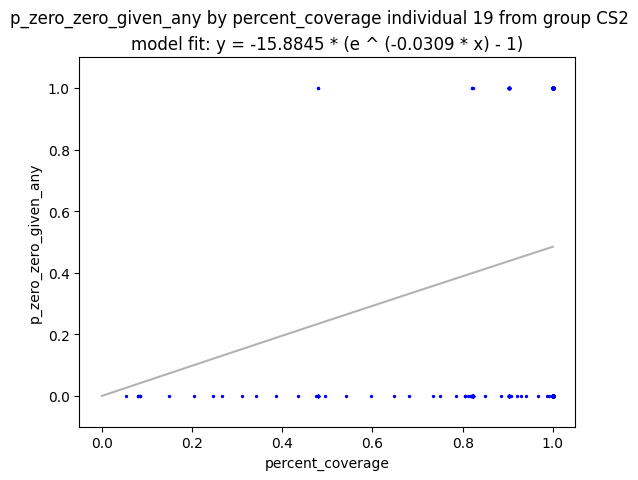 p_zero_zero_given_any by percent_coverage individual 19 from group CS2
model fit: y = -15.8845 * (e ^ (-0.0309 * x) - 1)
1.0
0.8
0.6
0.4
0.2
0.0
p_zero_zero_given_any
0.0 0.2 0.4 0.6 0.8 1.0
percent_coverage